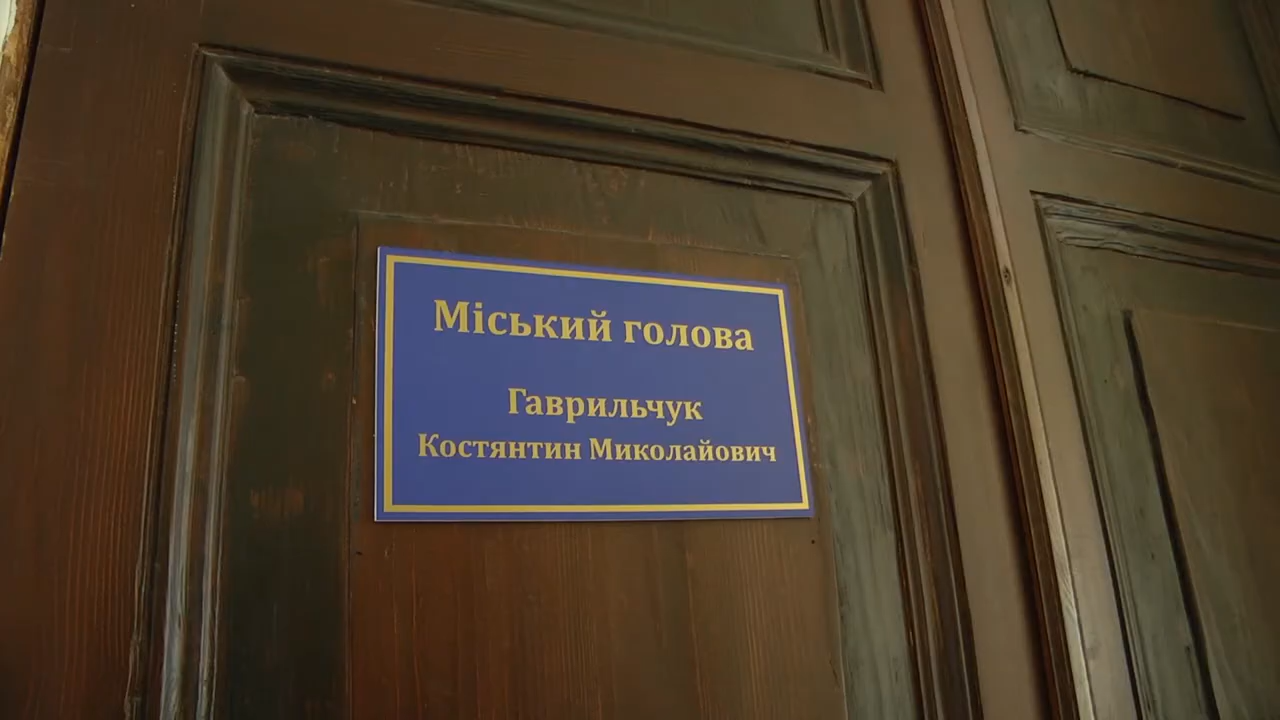 Міський голова
Гаврильчук
Костянтин Миколайович